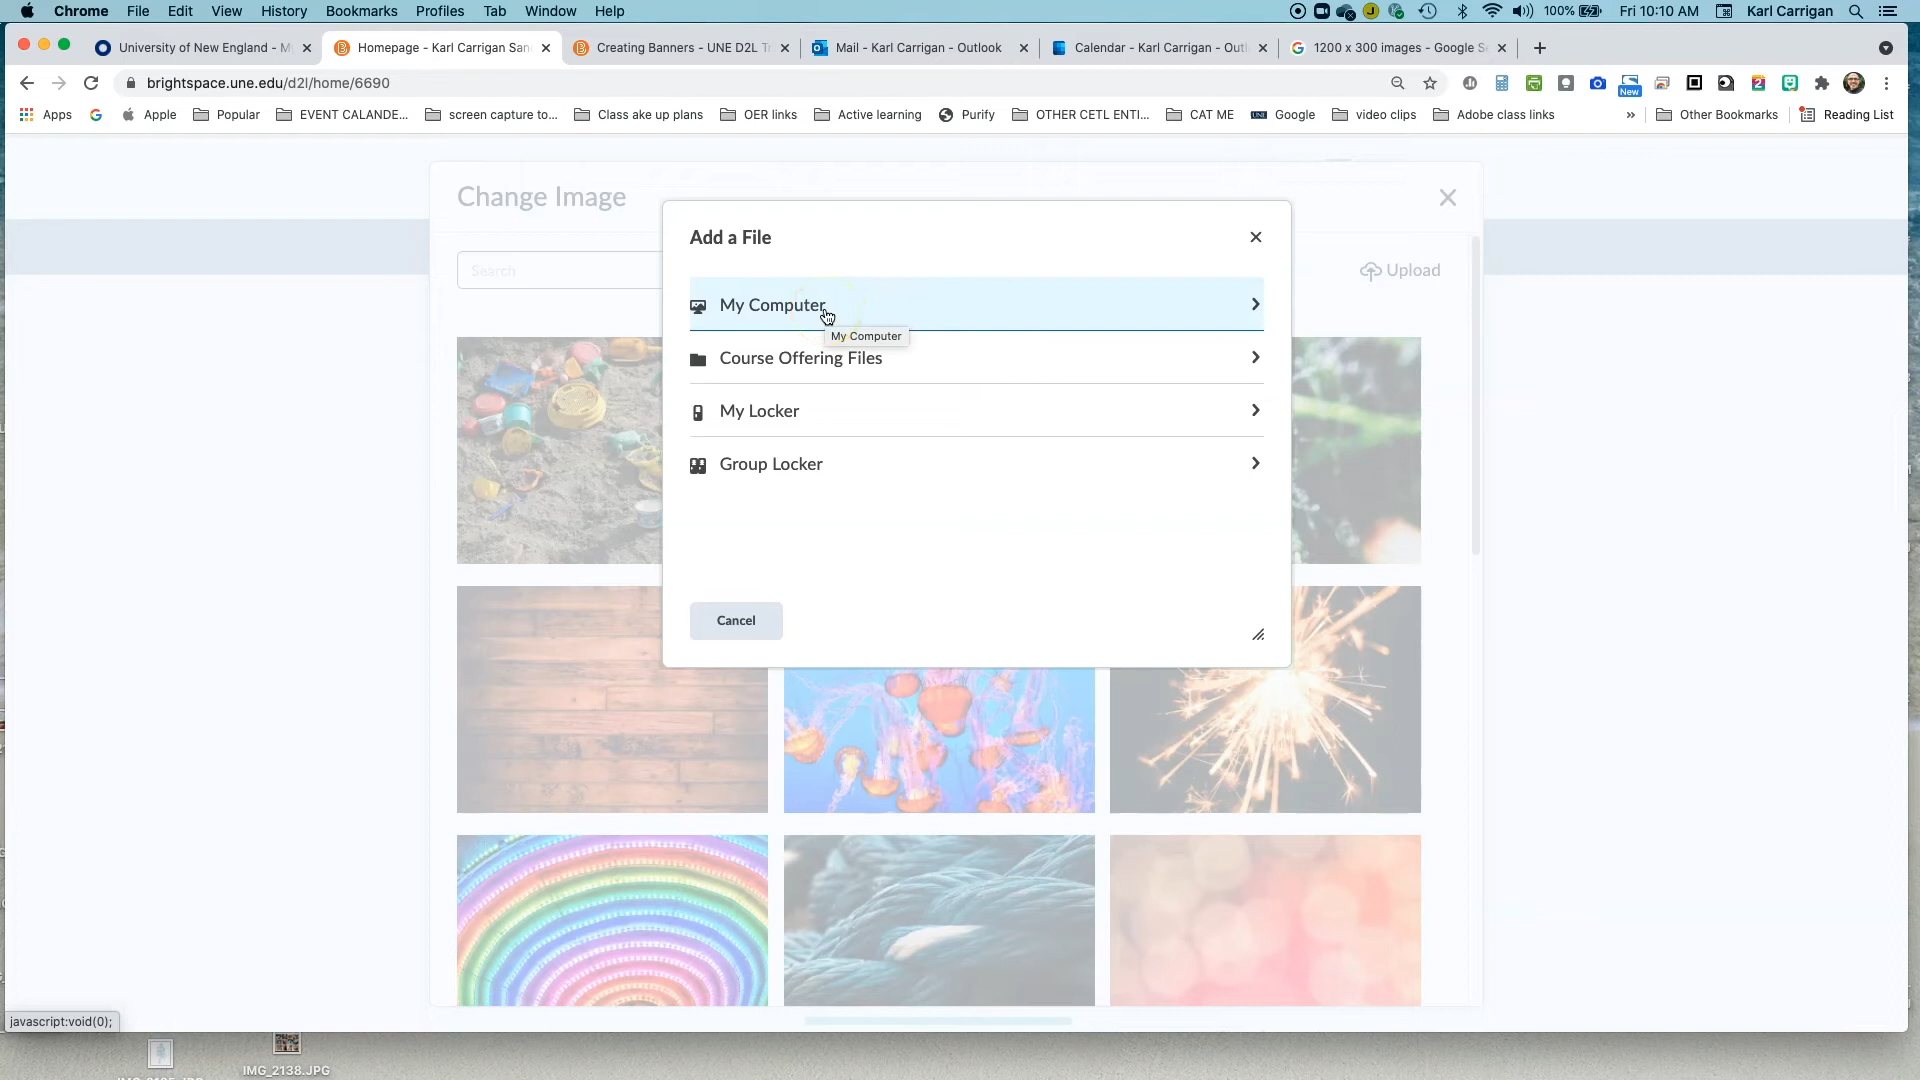 Chrome File Edit View History Bookmarks Profiles Tab Window Help 100% Fri 10:10 AM Karl Carrigan
University of New England - M Homepage - Karl Carrigan San Creating Banners - UNE D2L T Mail - Karl Carrigan - Outlook Calendar - Karl Carrigan - Outl 1200 x 300 images - Google S
brightspace.une.edu/d2l/home/6690
New
Apps Apple Popular EVENT CALANDE... screen capture to... Class ake up plans OER links Active learning Purify OTHER CETL ENTI... CAT ME Google video clips Adobe class links » Other Bookmarks Reading List
Change Image
Add a File
Search
Upload
My Computer
My Computer
Course Offering Files
My Locker
Group Locker
Cancel
javascript:void(0);
IMG_2138.JPG